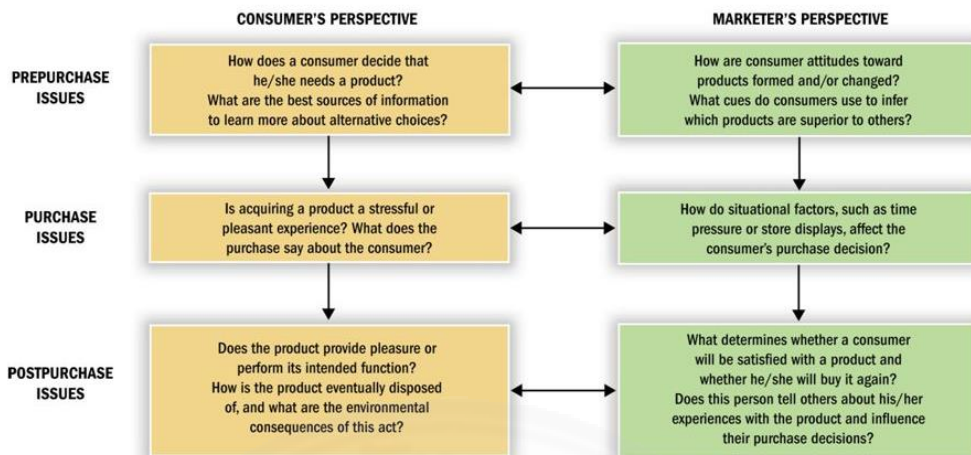 CONSUMER'S PERSPECTIVE
MARKETER'S PERSPECTIVE
PREPURCHASE
ISSUES
How does a consumer decide that
he/she needs a product?
What are the best sources of information
to learn more about alternative choices?
How are consumer attitudes toward
products formed and/or changed?
What cues do consumers use to infer
which products are superior to others?
PURCHASE
ISSUES
Is acquiring a product a stressful or
pleasant experience? What does the
purchase say about the consumer?
How do situational factors, such as time
pressure or store displays, affect the
consumer's purchase decision?
POSTPURCHASE
ISSUES
Does the product provide pleasure or
perform its intended function?
How is the product eventually disposed
of, and what are the environmental
consequences of this act?
What determines whether a consumer
will be satisfied with a product and
whether he/she will buy it again?
Does this person tell others about his/her
experiences with the product and influence
their purchase decisions?